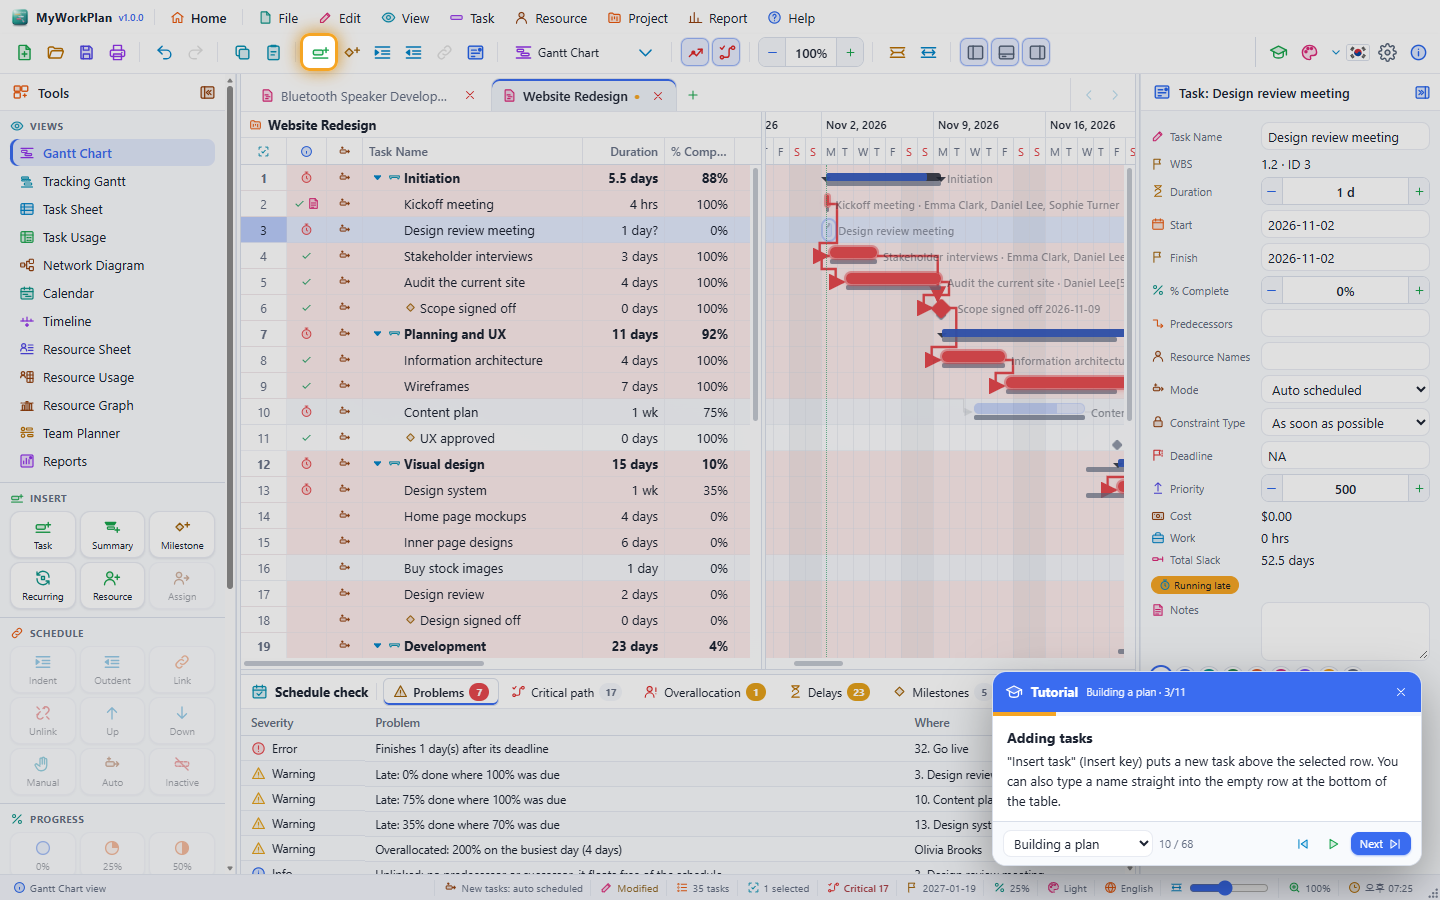 MyWorkPlan v1.0.0 Home File Edit View Task Resource Project Report Help
Gantt Chart 100%
Tools
VIEWS
Gantt Chart
Tracking Gantt
Task Sheet
Task Usage
Network Diagram
Calendar
Timeline
Resource Sheet
Resource Usage
Resource Graph
Team Planner
Reports
INSERT
Task Summary Milestone
Recurring Resource Assign
SCHEDULE
Indent Outdent Link
Unlink Up Down
Manual Auto Inactive
PROGRESS
0% 25% 50%
Bluetooth Speaker Develop... Website Redesign
Website Redesign
Task Name Duration % Comp...
1 Initiation 5.5 days 88%
2 Kickoff meeting 4 hrs 100%
3 Design review meeting 1 day? 0%
4 Stakeholder interviews 3 days 100%
5 Audit the current site 4 days 100%
6 Scope signed off 0 days 100%
7 Planning and UX 11 days 92%
8 Information architecture 4 days 100%
9 Wireframes 7 days 100%
10 Content plan 1 wk 75%
11 UX approved 0 days 100%
12 Visual design 15 days 10%
13 Design system 1 wk 35%
14 Home page mockups 4 days 0%
15 Inner page designs 6 days 0%
16 Buy stock images 1 day 0%
17 Design review 2 days 0%
18 Design signed off 0 days 0%
19 Development 23 days 4%
26 Nov 2, 2026 Nov 9, 2026 Nov 16, 2026
F S S M T W T F S S M T W T F S S M T W T F S
Initiation
Kickoff meeting · Emma Clark, Daniel Lee, Sophie Turner
Design review meeting
Stakeholder interviews · Emma Clark, Daniel Lee
Audit the current site · Daniel Lee[5
Scope signed off 2026-11-09
Information architectu
Conter
Task: Design review meeting
Task Name Design review meeting
WBS 1.2 · ID 3
Duration 1 d
Start 2026-11-02
Finish 2026-11-02
% Complete 0%
Predecessors
Resource Names
Mode Auto scheduled
Constraint Type As soon as possible
Deadline NA
Priority 500
Cost $0.00
Work 0 hrs
Total Slack 52.5 days
Running late
Notes
Schedule check Problems 7 Critical path 17 Overallocation 1 Delays 23 Milestones 5
Severity Problem Where
Error Finishes 1 day(s) after its deadline 32. Go live
Warning Late: 0% done where 100% was due 3. Design revie
Warning Late: 75% done where 100% was due 10. Content pla
Warning Late: 35% done where 70% was due 13. Design syst
Warning Overallocated: 200% on the busiest day (4 days) Olivia Brooks
Tutorial Building a plan · 3/11
Adding tasks
"Insert task" (Insert key) puts a new task above the selected row. You
can also type a name straight into the empty row at the bottom of
the table.
Building a plan 10 / 68 Next
Gantt Chart view New tasks: auto scheduled Modified 35 tasks 1 selected Critical 17 2027-01-19 25% Light English 100% 오후 07:25